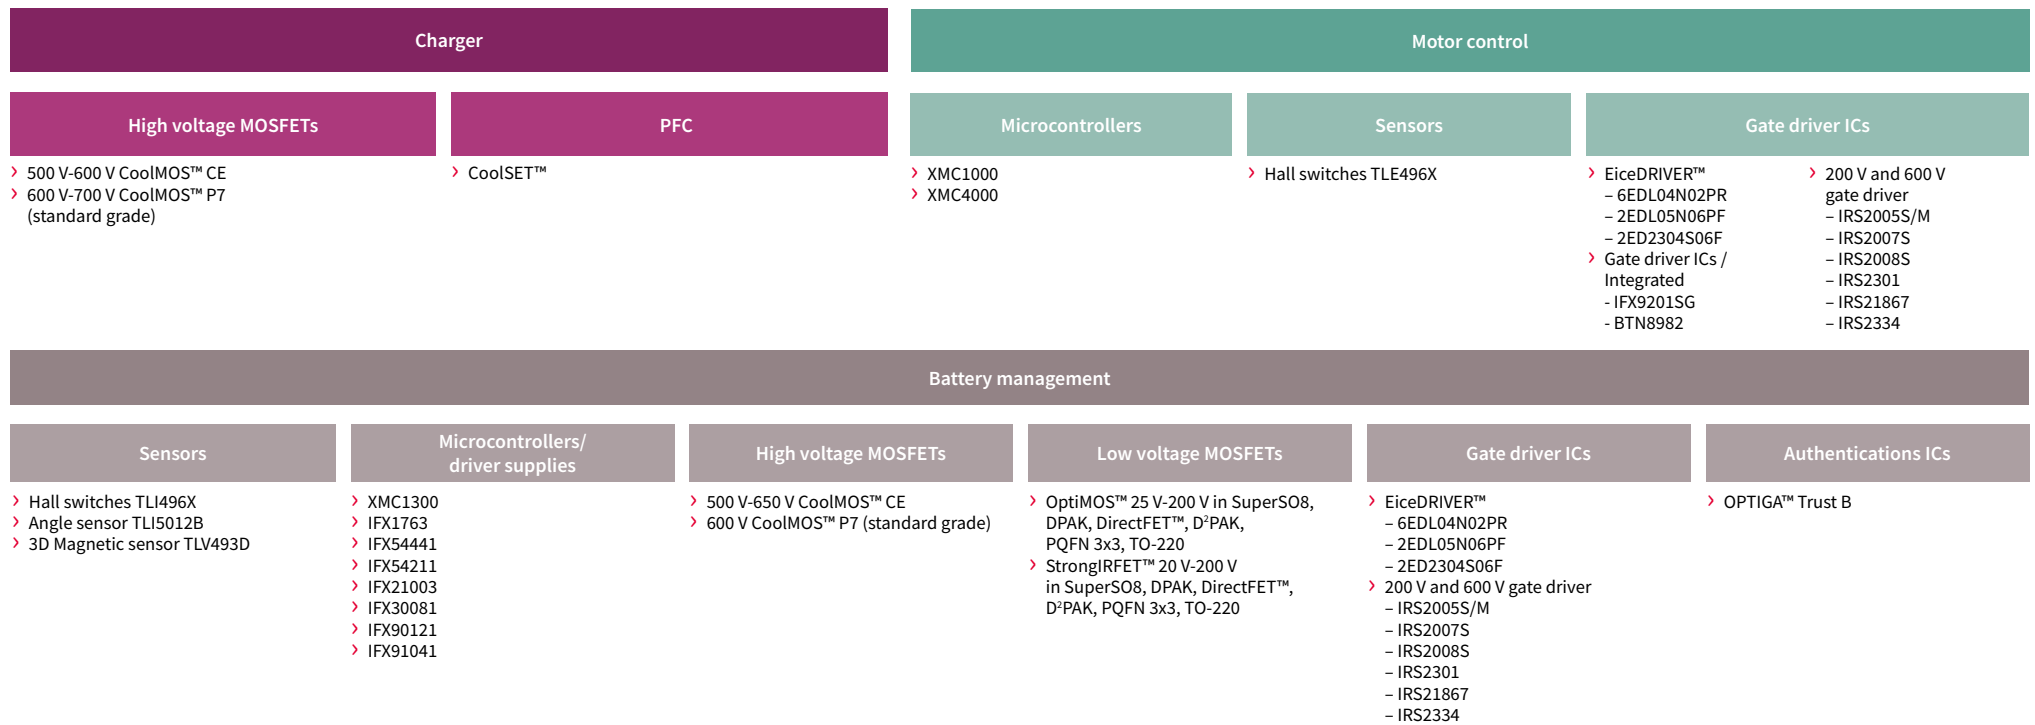 Charger
High voltage MOSFETs
› 500 V-600 V CoolMOS™ CE
› 600 V-700 V CoolMOS™ P7
(standard grade)
PFC
› CoolSET™
Motor control
Microcontrollers
› XMC1000
› XMC4000
Sensors
› Hall switches TLE496X
Gate driver ICs
› EiceDRIVER™
– 6EDL04N02PR
– 2EDL05N06PF
– 2ED2304S06F
› Gate driver ICs /
Integrated
- IFX9201SG
- BTN8982
› 200 V and 600 V
gate driver
– IRS2005S/M
– IRS2007S
– IRS2008S
– IRS2301
– IRS21867
– IRS2334
Battery management
Sensors
› Hall switches TLI496X
› Angle sensor TLI5012B
› 3D Magnetic sensor TLV493D
Microcontrollers/
driver supplies
› XMC1300
› IFX1763
› IFX54441
› IFX54211
› IFX21003
› IFX30081
› IFX90121
› IFX91041
High voltage MOSFETs
› 500 V-650 V CoolMOS™ CE
› 600 V CoolMOS™ P7 (standard grade)
Low voltage MOSFETs
› OptiMOS™ 25 V-200 V in SuperSO8,
DPAK, DirectFET™, D²PAK,
PQFN 3x3, TO-220
› StrongIRFET™ 20 V-200 V
in SuperSO8, DPAK, DirectFET™,
D²PAK, PQFN 3x3, TO-220
Gate driver ICs
› EiceDRIVER™
– 6EDL04N02PR
– 2EDL05N06PF
– 2ED2304S06F
› 200 V and 600 V gate driver
– IRS2005S/M
– IRS2007S
– IRS2008S
– IRS2301
– IRS21867
– IRS2334
Authentications ICs
› OPTIGA™ Trust B